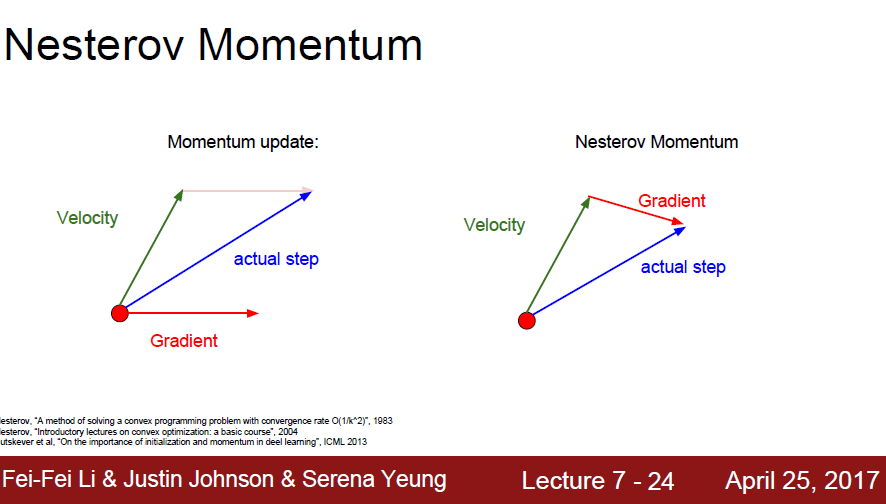 Nesterov Momentum
Momentum update:
Velocity
actual step
Gradient
Nesterov Momentum
Gradient
Velocity
actual step
esterov, “A method of solving a convex programming problem with convergence rate O(1/k^2)”, 1983
esterov, “Introductory lectures on convex optimization: a basic course”, 2004
utskever et al, “On the importance of initialization and momentum in deel learning”, ICML 2013
Fei-Fei Li & Justin Johnson & Serena Yeung
Lecture 7 - 24
April 25, 2017